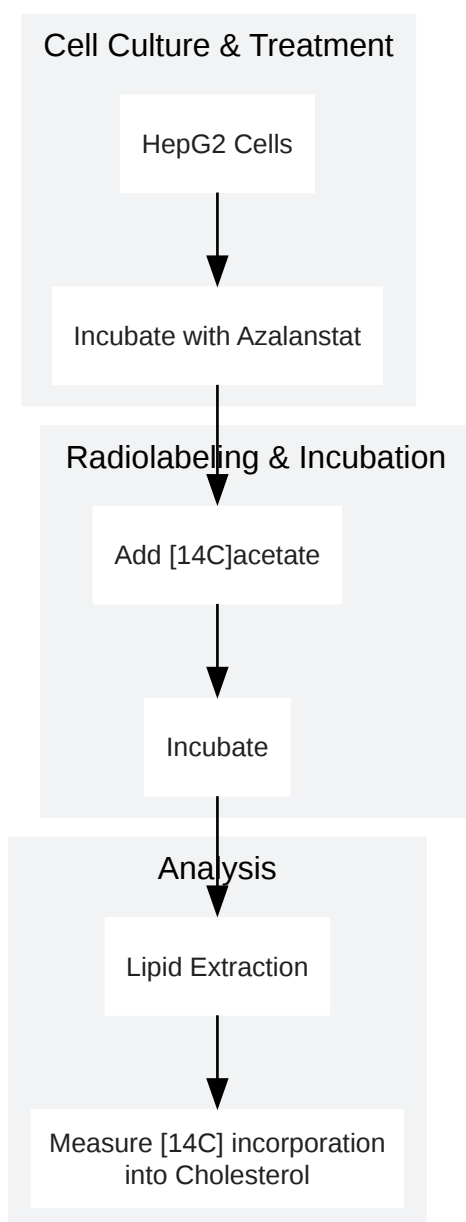 Cell Culture & Treatment
HepG2 Cells
Incubate with Azalanstat
Radiolabeling & Incubation
Add [14C]acetate
Incubate
Analysis
Lipid Extraction
Measure [14C] incorporation
into Cholesterol